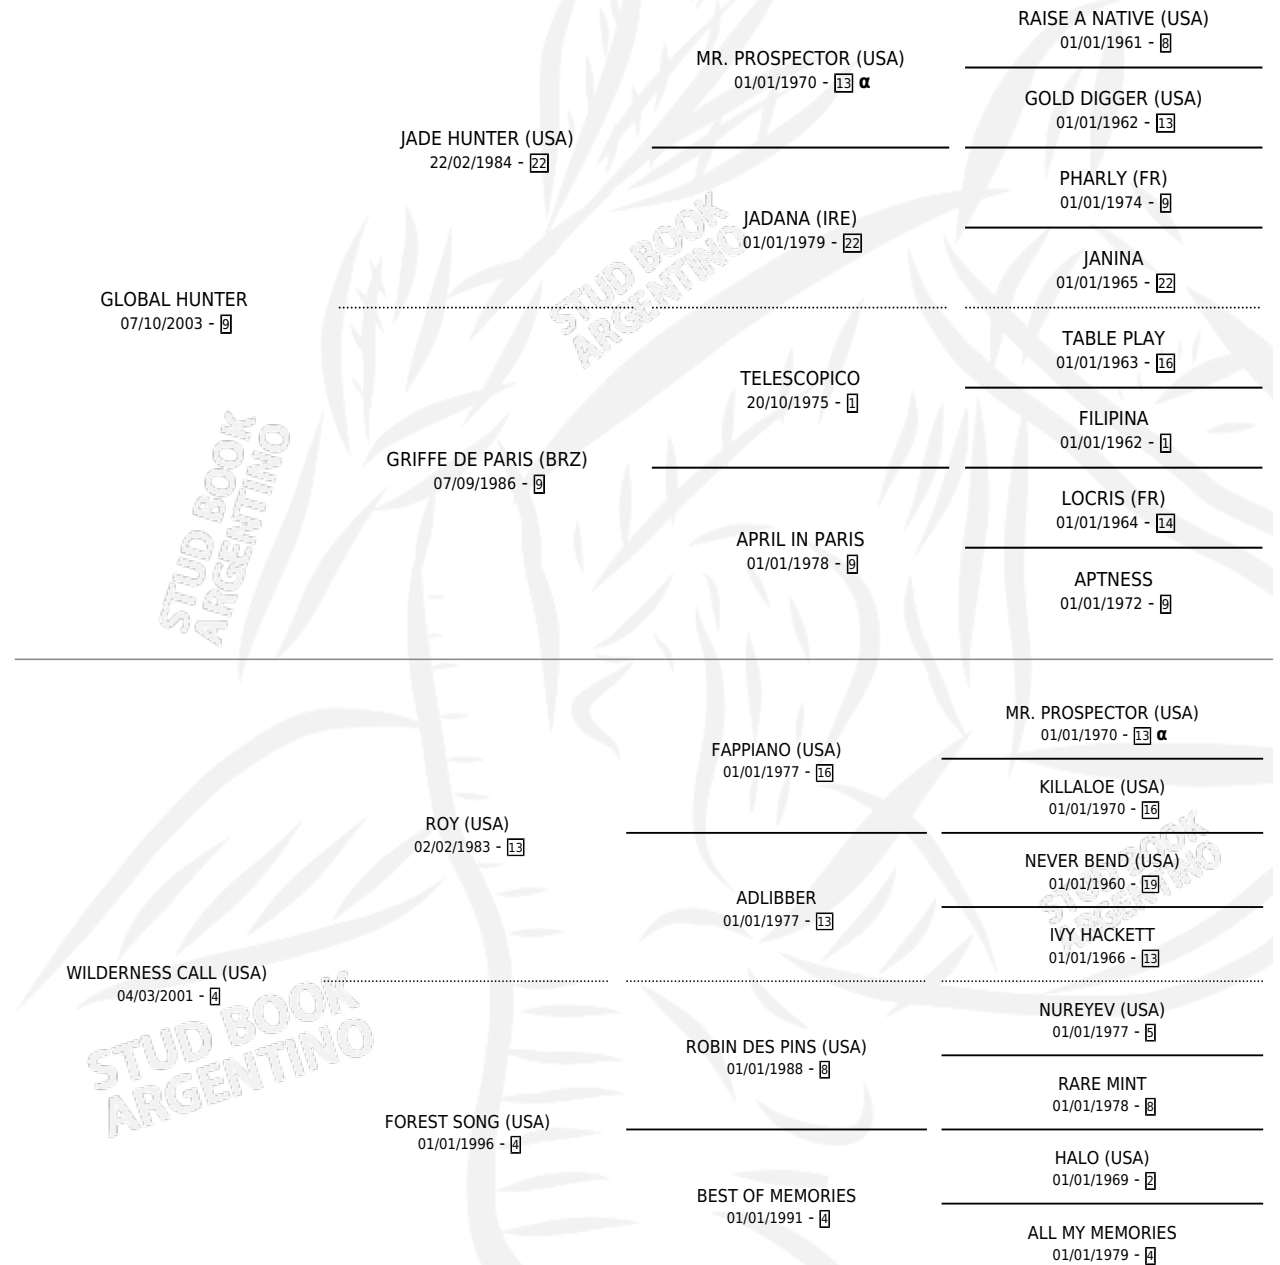 RAISE A NATIVE (USA)
01/01/1961 - 8
MR. PROSPECTOR (USA)
01/01/1970 - 13 α
GOLD DIGGER (USA)
01/01/1962 - 13
JADE HUNTER (USA)
22/02/1984 - 22
PHARLY (FR)
01/01/1974 - 9
JADANA (IRE)
01/01/1979 - 22
JANINA
01/01/1965 - 22
GLOBAL HUNTER
07/10/2003 - 9
TABLE PLAY
01/01/1963 - 16
TELESCOPICO
20/10/1975 - 1
FILIPINA
01/01/1962 - 1
GRIFFE DE PARIS (BRZ)
07/09/1986 - 9
LOCRIS (FR)
01/01/1964 - 14
APRIL IN PARIS
01/01/1978 - 9
APTNESS
01/01/1972 - 9
MR. PROSPECTOR (USA)
01/01/1970 - 13 α
FAPPIANO (USA)
01/01/1977 - 16
KILLALOE (USA)
01/01/1970 - 16
ROY (USA)
02/02/1983 - 13
NEVER BEND (USA)
01/01/1960 - 19
ADLIBBER
01/01/1977 - 13
IVY HACKETT
01/01/1966 - 13
WILDERNESS CALL (USA)
04/03/2001 - 4
NUREYEV (USA)
01/01/1977 - 5
ROBIN DES PINS (USA)
01/01/1988 - 8
RARE MINT
01/01/1978 - 8
FOREST SONG (USA)
01/01/1996 - 4
HALO (USA)
01/01/1969 - 2
BEST OF MEMORIES
01/01/1991 - 4
ALL MY MEMORIES
01/01/1979 - 4
STUD BOOK
ARGENTINO
STUD BOOK
ARGENTINO
STUD BOOK
ARGENTINO
STUD BOOK
ARGENTINO